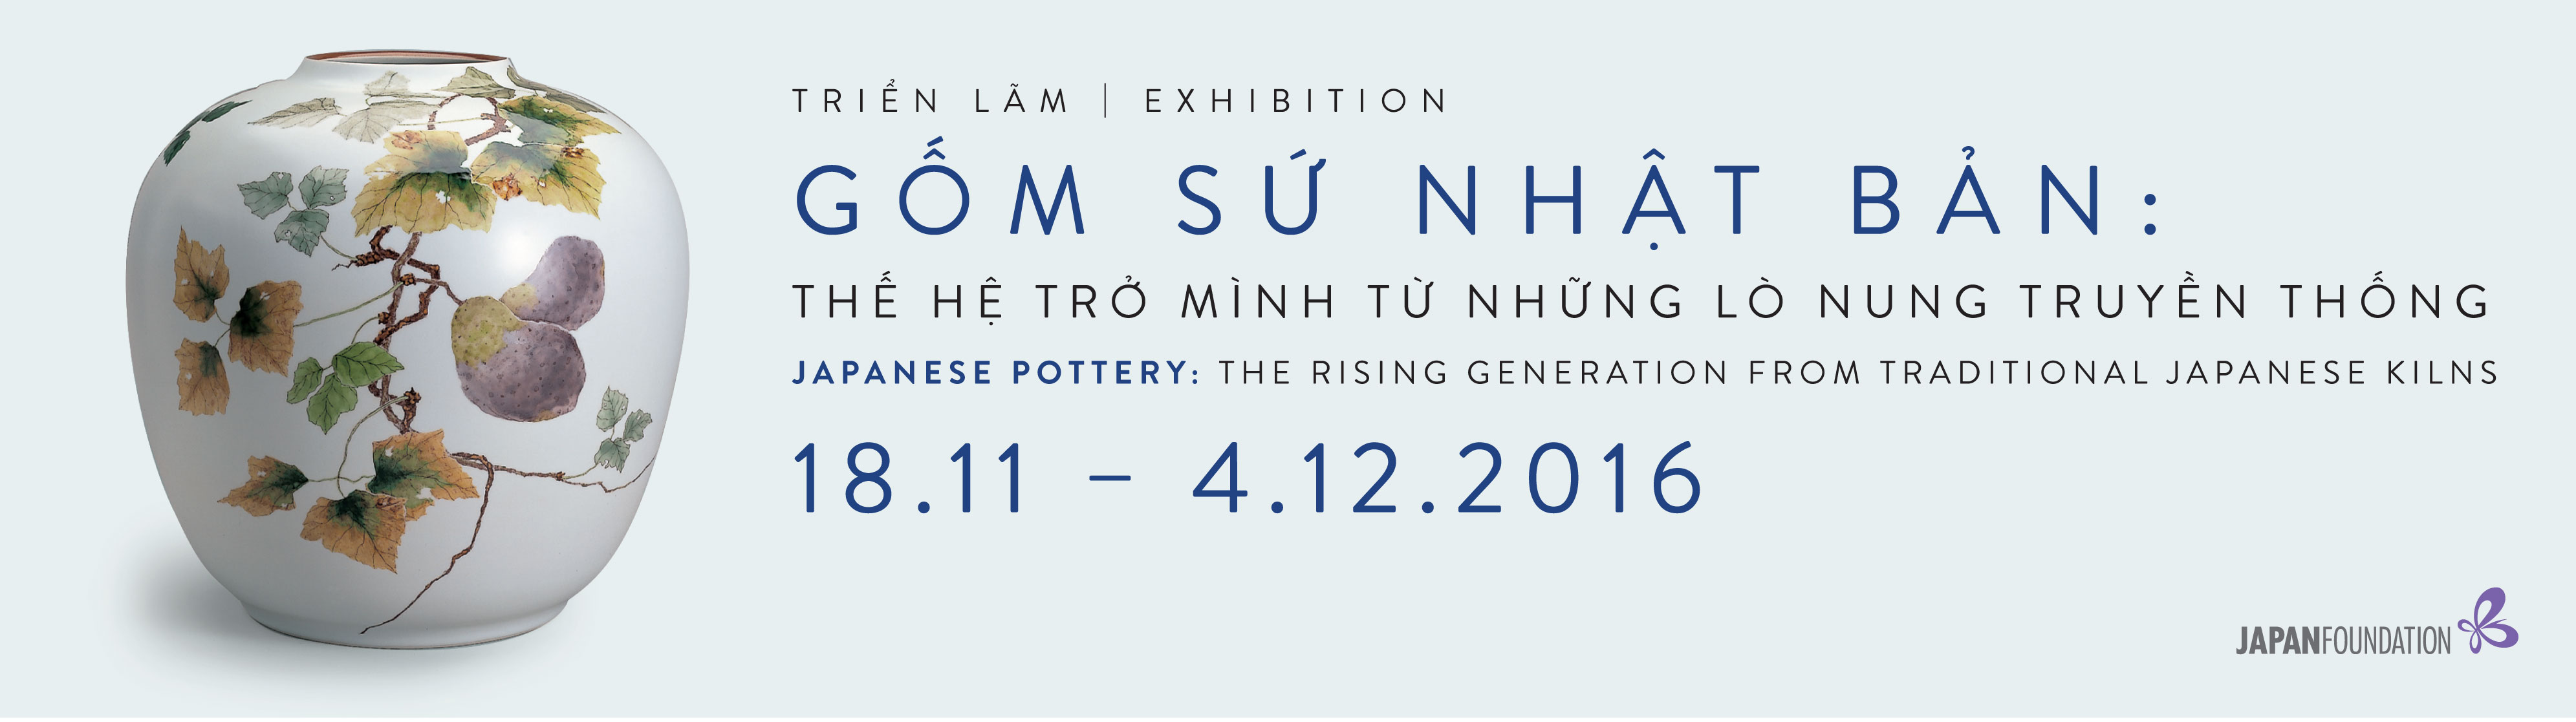 TRIỂN LÃM | EXHIBITION
GỐM SỨ NHẬT BẢN:
THẾ HỆ TRỞ MÌNH TỪ NHỮNG LÒ NUNG TRUYỀN THỐNG
JAPANESE POTTERY: THE RISING GENERATION FROM TRADITIONAL JAPANESE KILNS
18.11 – 4.12.2016
JAPANFOUNDATION